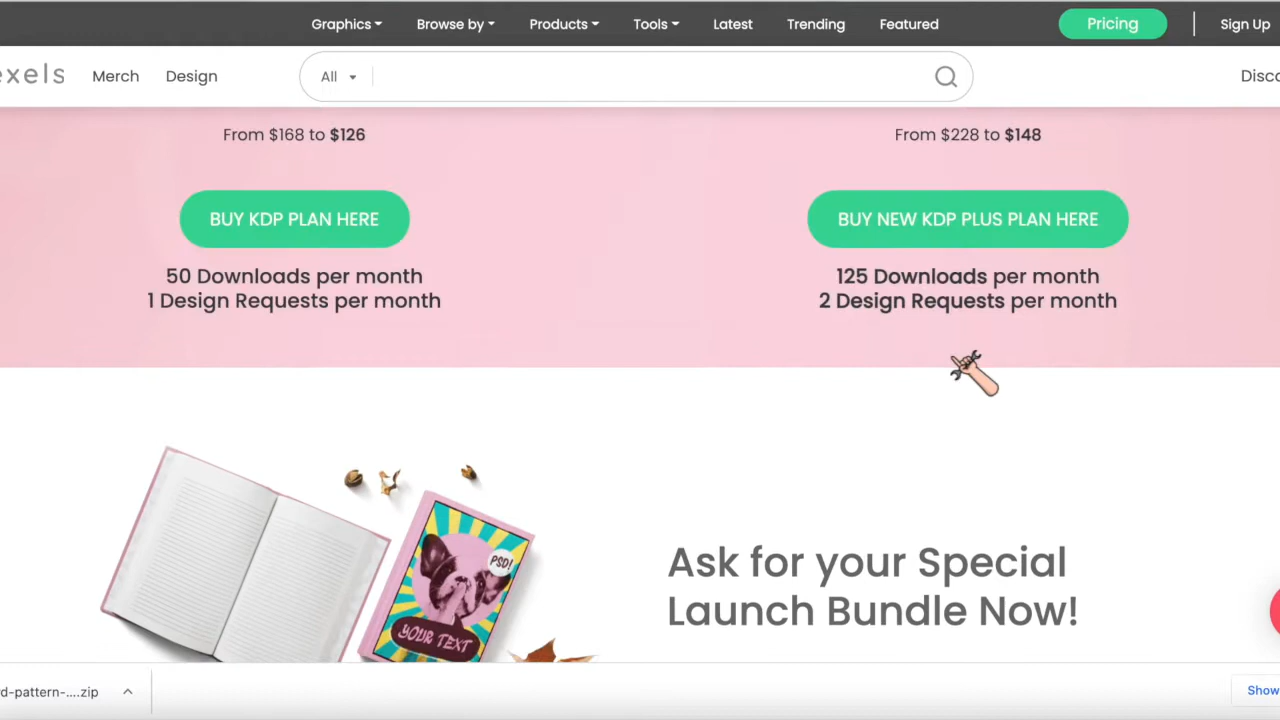 Graphics Browse by Products Tools Latest Trending Featured Pricing Sign Up
exels Merch Design All Disco
From $168 to $126
From $228 to $148
BUY KDP PLAN HERE
BUY NEW KDP PLUS PLAN HERE
50 Downloads per month
1 Design Requests per month
125 Downloads per month
2 Design Requests per month
PSD!
YOUR TEXT
Ask for your Special
Launch Bundle Now!
d-pattern-....zip
Show